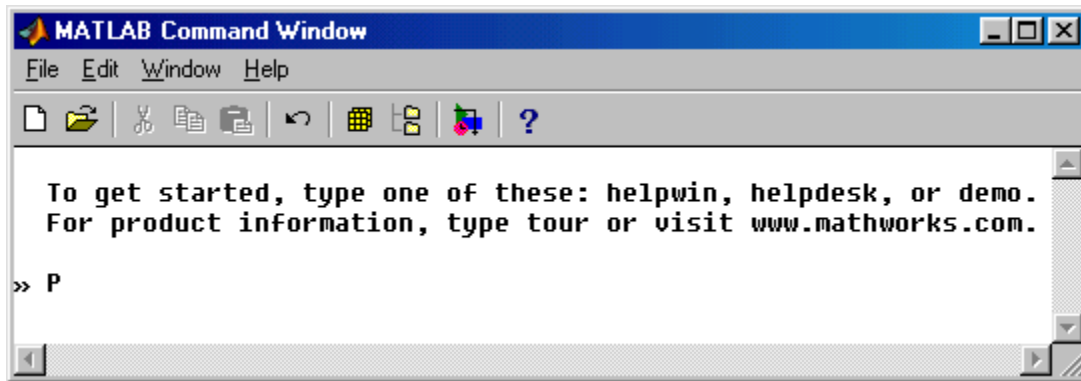 MATLAB Command Window
File Edit Window Help
?
To get started, type one of these: helpwin, helpdesk, or demo.
For product information, type tour or visit www.mathworks.com.
» P